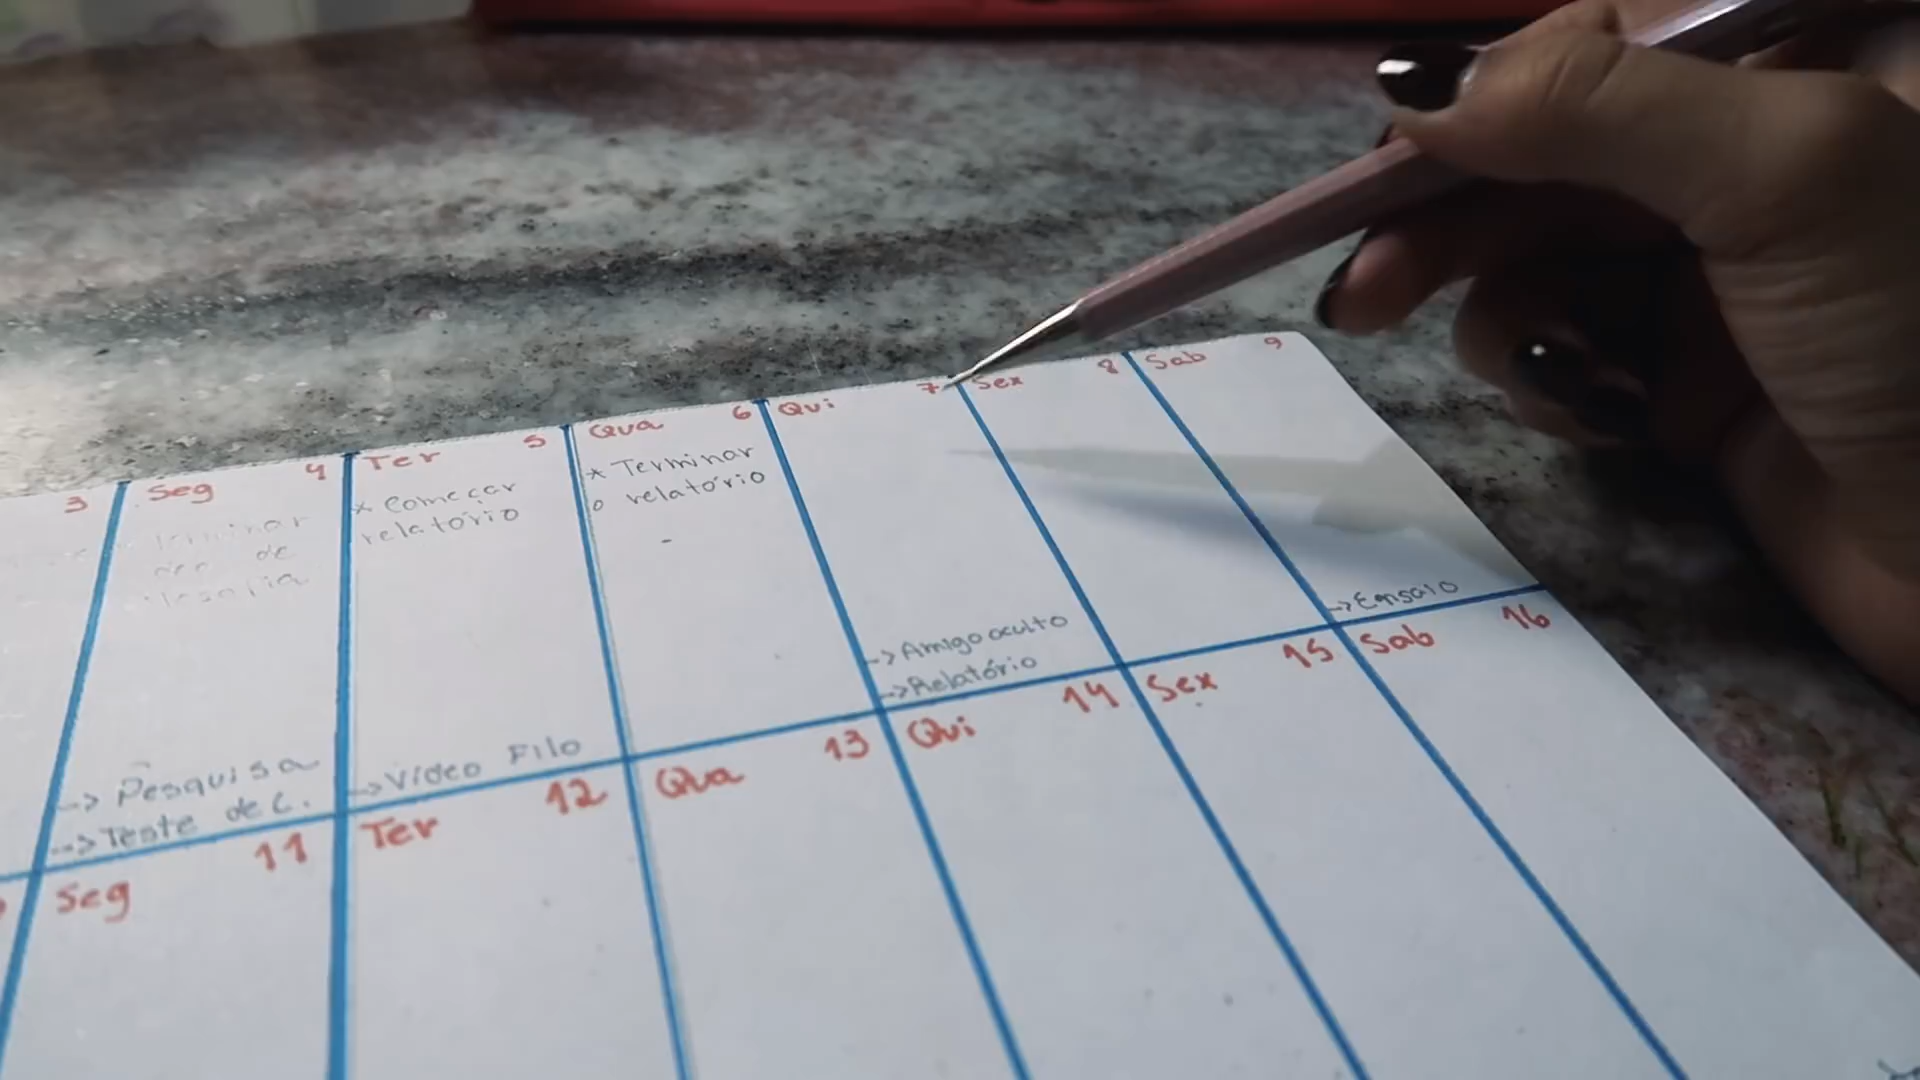 3
Seg 4
Terminar
de
Ter 5
* Começar
relatório
Qua 6
* Terminar
o relatório
Qui 7
Sex 8
Sab 9
-> Pesquisa
-> Teste de C.
-> Vídeo Filo
-> Amigo oculto
-> Relatório
-> Ensaio
Seg 11
Ter 12
Qua 13
Qui 14
Sex 15
Sab 16